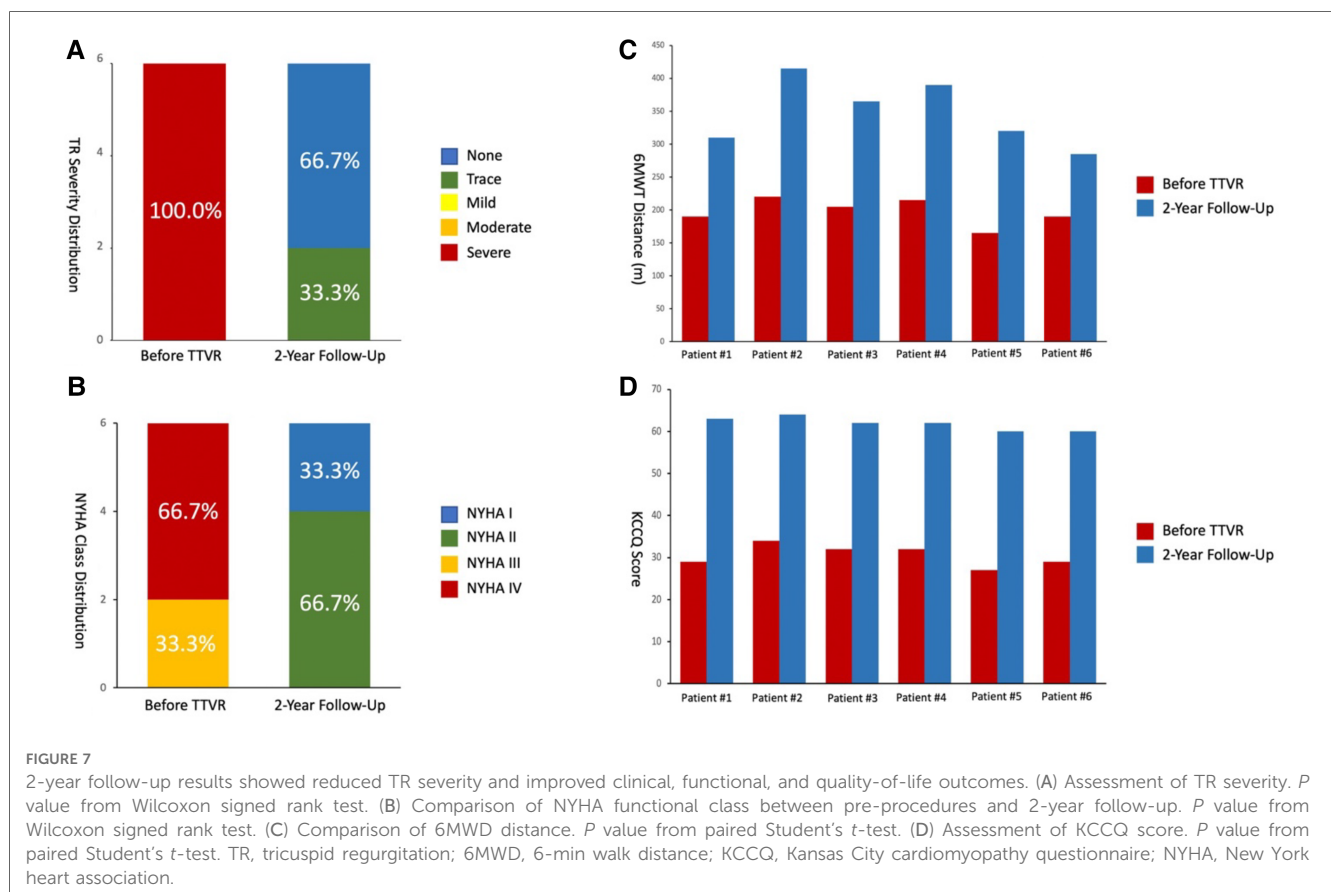 A
6
4
2
0
TR Severity Distribution
100.0%
66.7%
33.3%
Before TTVR
2-Year Follow-Up
None
Trace
Mild
Moderate
Severe
B
6
4
2
0
NYHA Class Distribution
66.7%
33.3%
33.3%
66.7%
Before TTVR
2-Year Follow-Up
NYHA I
NYHA II
NYHA III
NYHA IV
C
450
400
350
300
250
200
150
100
50
0
6MWT Distance (m)
Patient #1
Patient #2
Patient #3
Patient #4
Patient #5
Patient #6
Before TTVR
2-Year Follow-Up
D
70
60
50
40
30
20
10
0
KCCQ Score
Patient #1
Patient #2
Patient #3
Patient #4
Patient #5
Patient #6
Before TTVR
2-Year Follow-Up
FIGURE 7
2-year follow-up results showed reduced TR severity and improved clinical, functional, and quality-of-life outcomes. (A) Assessment of TR severity. P
value from Wilcoxon signed rank test. (B) Comparison of NYHA functional class between pre-procedures and 2-year follow-up. P value from
Wilcoxon signed rank test. (C) Comparison of 6MWD distance. P value from paired Student's t-test. (D) Assessment of KCCQ score. P value from
paired Student's t-test. TR, tricuspid regurgitation; 6MWD, 6-min walk distance; KCCQ, Kansas City cardiomyopathy questionnaire; NYHA, New York
heart association.